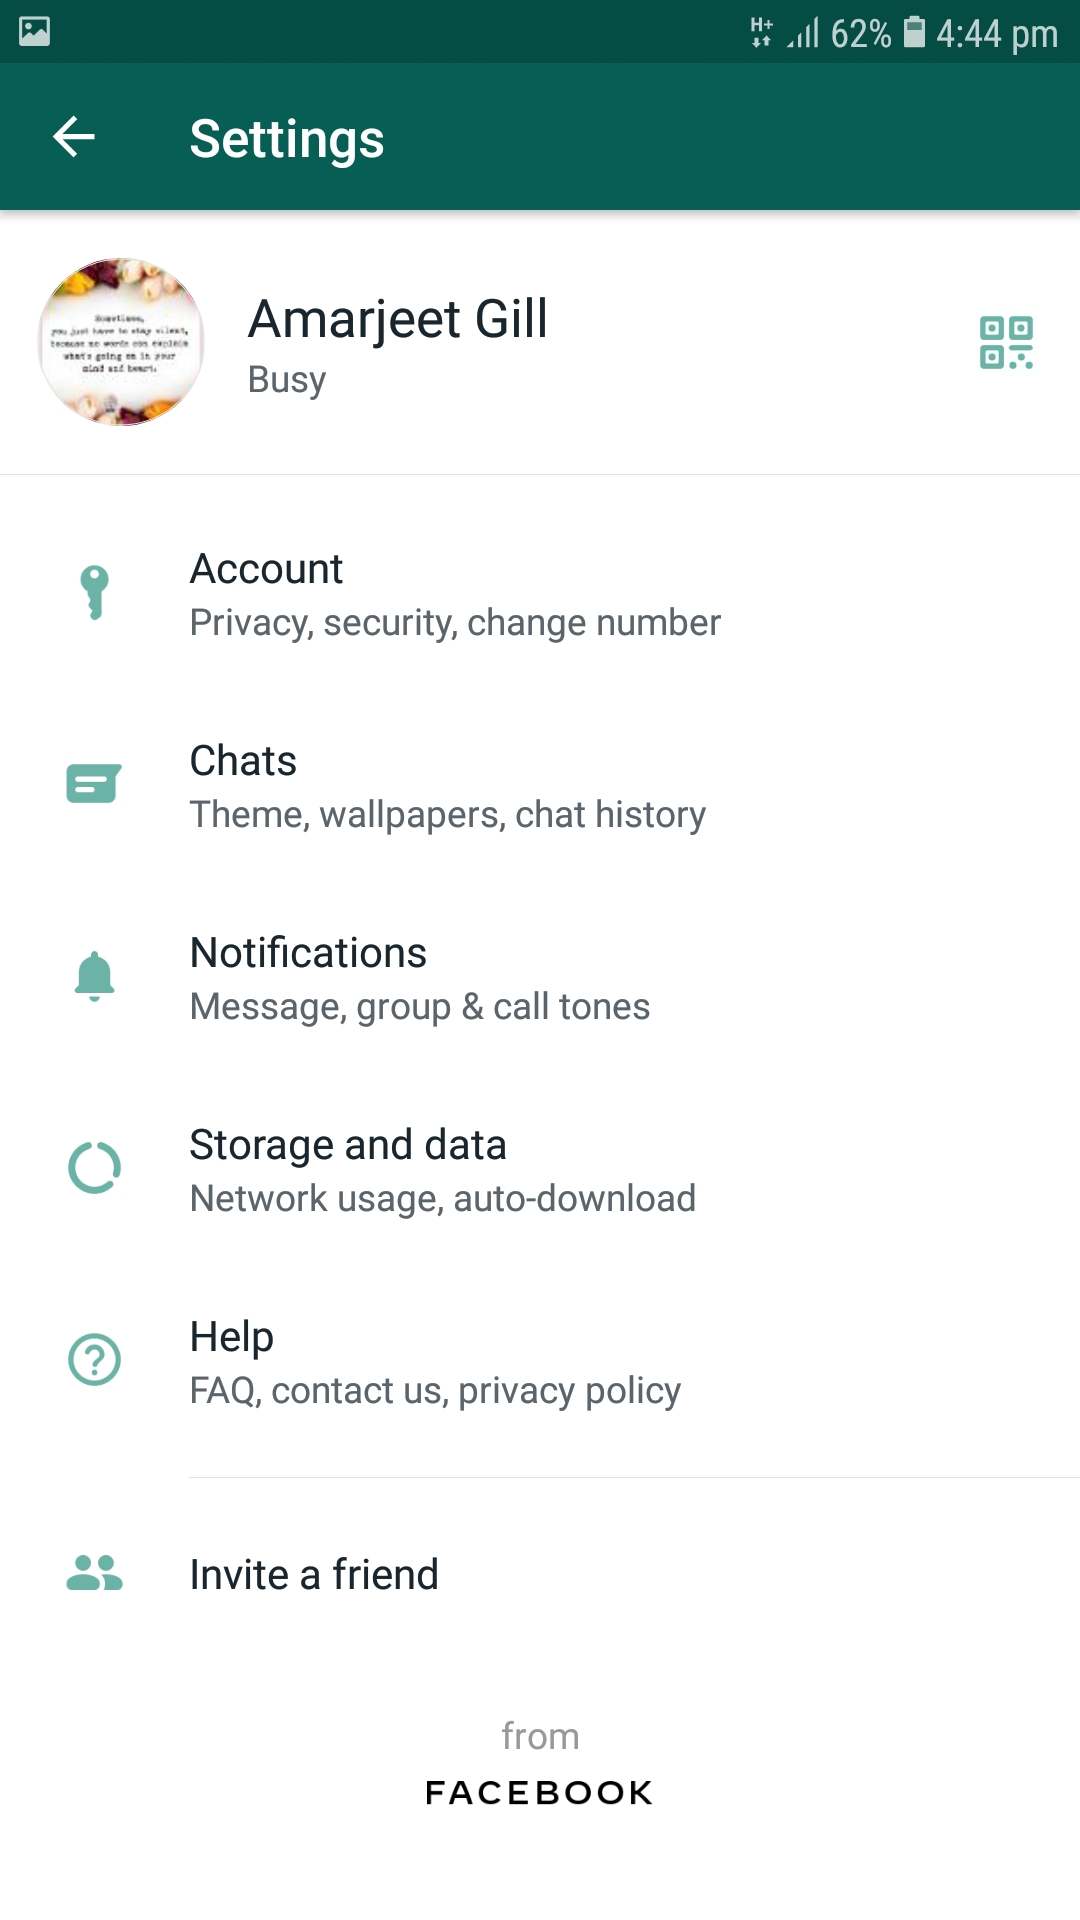 H+ 62% 4:44 pm
Settings
Sometimes,
you just have to stay silent,
because no words can explain
what's going on in your
mind and heart.
Amarjeet Gill
Busy
Account
Privacy, security, change number
Chats
Theme, wallpapers, chat history
Notifications
Message, group & call tones
Storage and data
Network usage, auto-download
Help
FAQ, contact us, privacy policy
Invite a friend
from
FACEBOOK